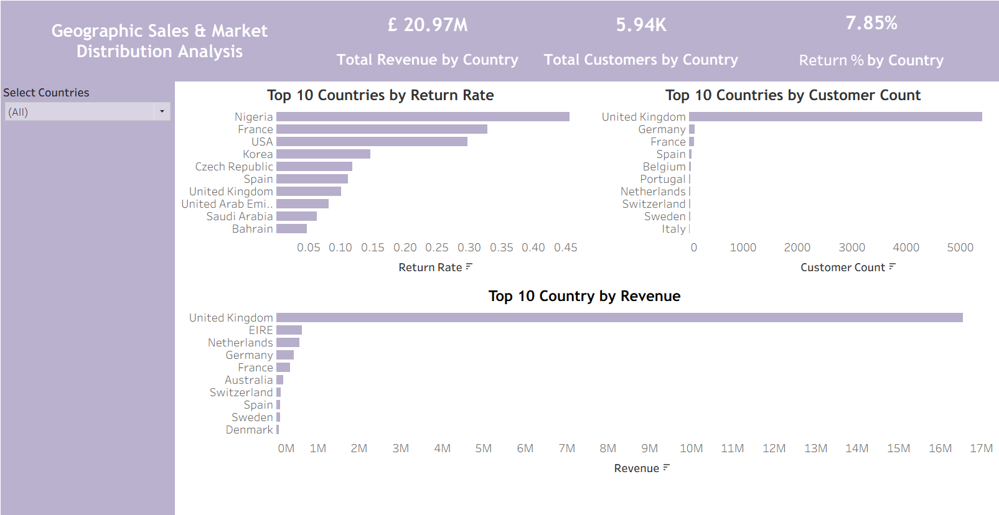 Geographic Sales & Market
Distribution Analysis
£ 20.97M
Total Revenue by Country
5.94K
Total Customers by Country
7.85%
Return % by Country
Select Countries
(All)
Top 10 Countries by Return Rate
Nigeria
France
USA
Korea
Czech Republic
Spain
United Kingdom
United Arab Emi..
Saudi Arabia
Bahrain
0.05 0.10 0.15 0.20 0.25 0.30 0.35 0.40 0.45
Return Rate
Top 10 Countries by Customer Count
United Kingdom
Germany
France
Spain
Belgium
Portugal
Netherlands
Switzerland
Sweden
Italy
0 1000 2000 3000 4000 5000
Customer Count
Top 10 Country by Revenue
United Kingdom
EIRE
Netherlands
Germany
France
Australia
Switzerland
Spain
Sweden
Denmark
0M 1M 2M 3M 4M 5M 6M 7M 8M 9M 10M 11M 12M 13M 14M 15M 16M 17M
Revenue